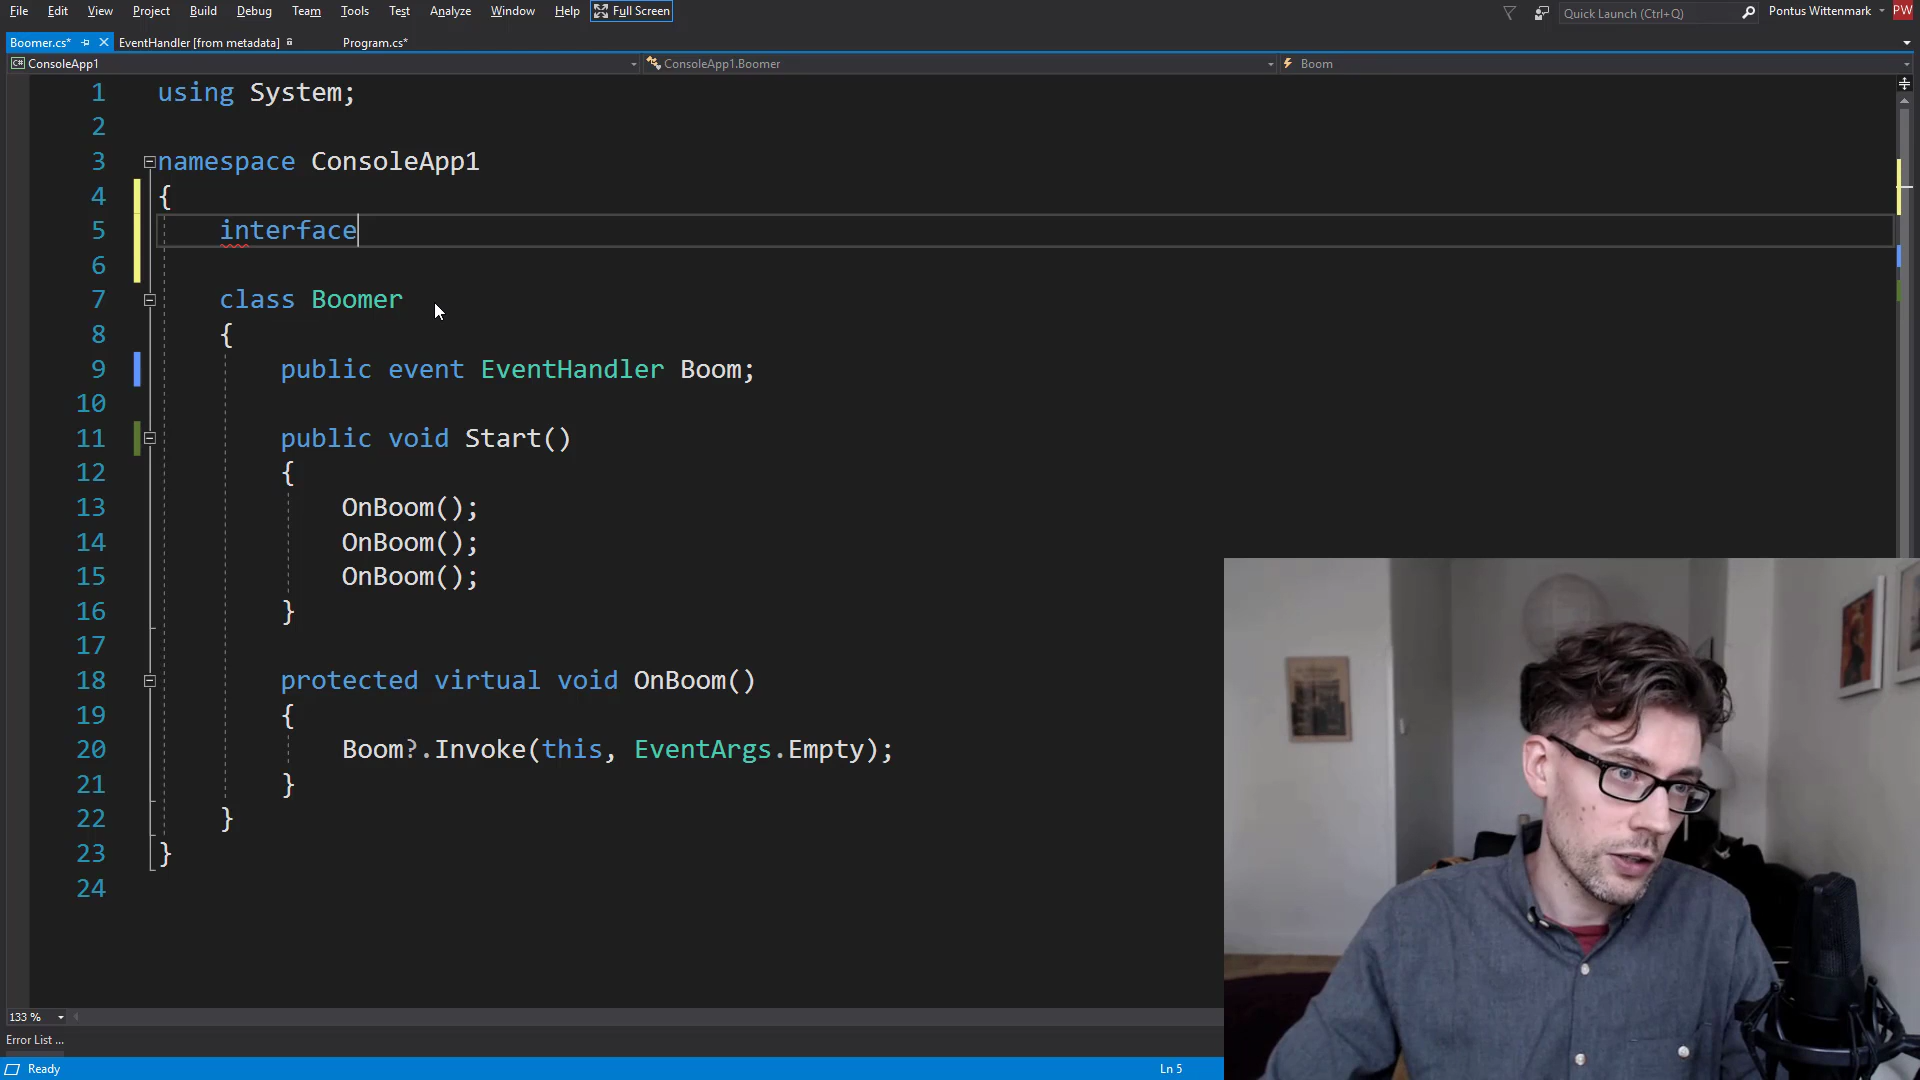 File Edit View Project Build Debug Team Tools Test Analyze Window Help Full Screen Quick Launch (Ctrl+Q) Pontus Wittenmark PW
Boomer.cs* EventHandler [from metadata] Program.cs*
C# ConsoleApp1 ConsoleApp1.Boomer Boom
1 using System;
2
3 namespace ConsoleApp1
4 {
5 interface
6
7 class Boomer
8 {
9 public event EventHandler Boom;
10
11 public void Start()
12 {
13 OnBoom();
14 OnBoom();
15 OnBoom();
16 }
17
18 protected virtual void OnBoom()
19 {
20 Boom?.Invoke(this, EventArgs.Empty);
21 }
22 }
23 }
24
133 %
Error List ...
Ready Ln 5